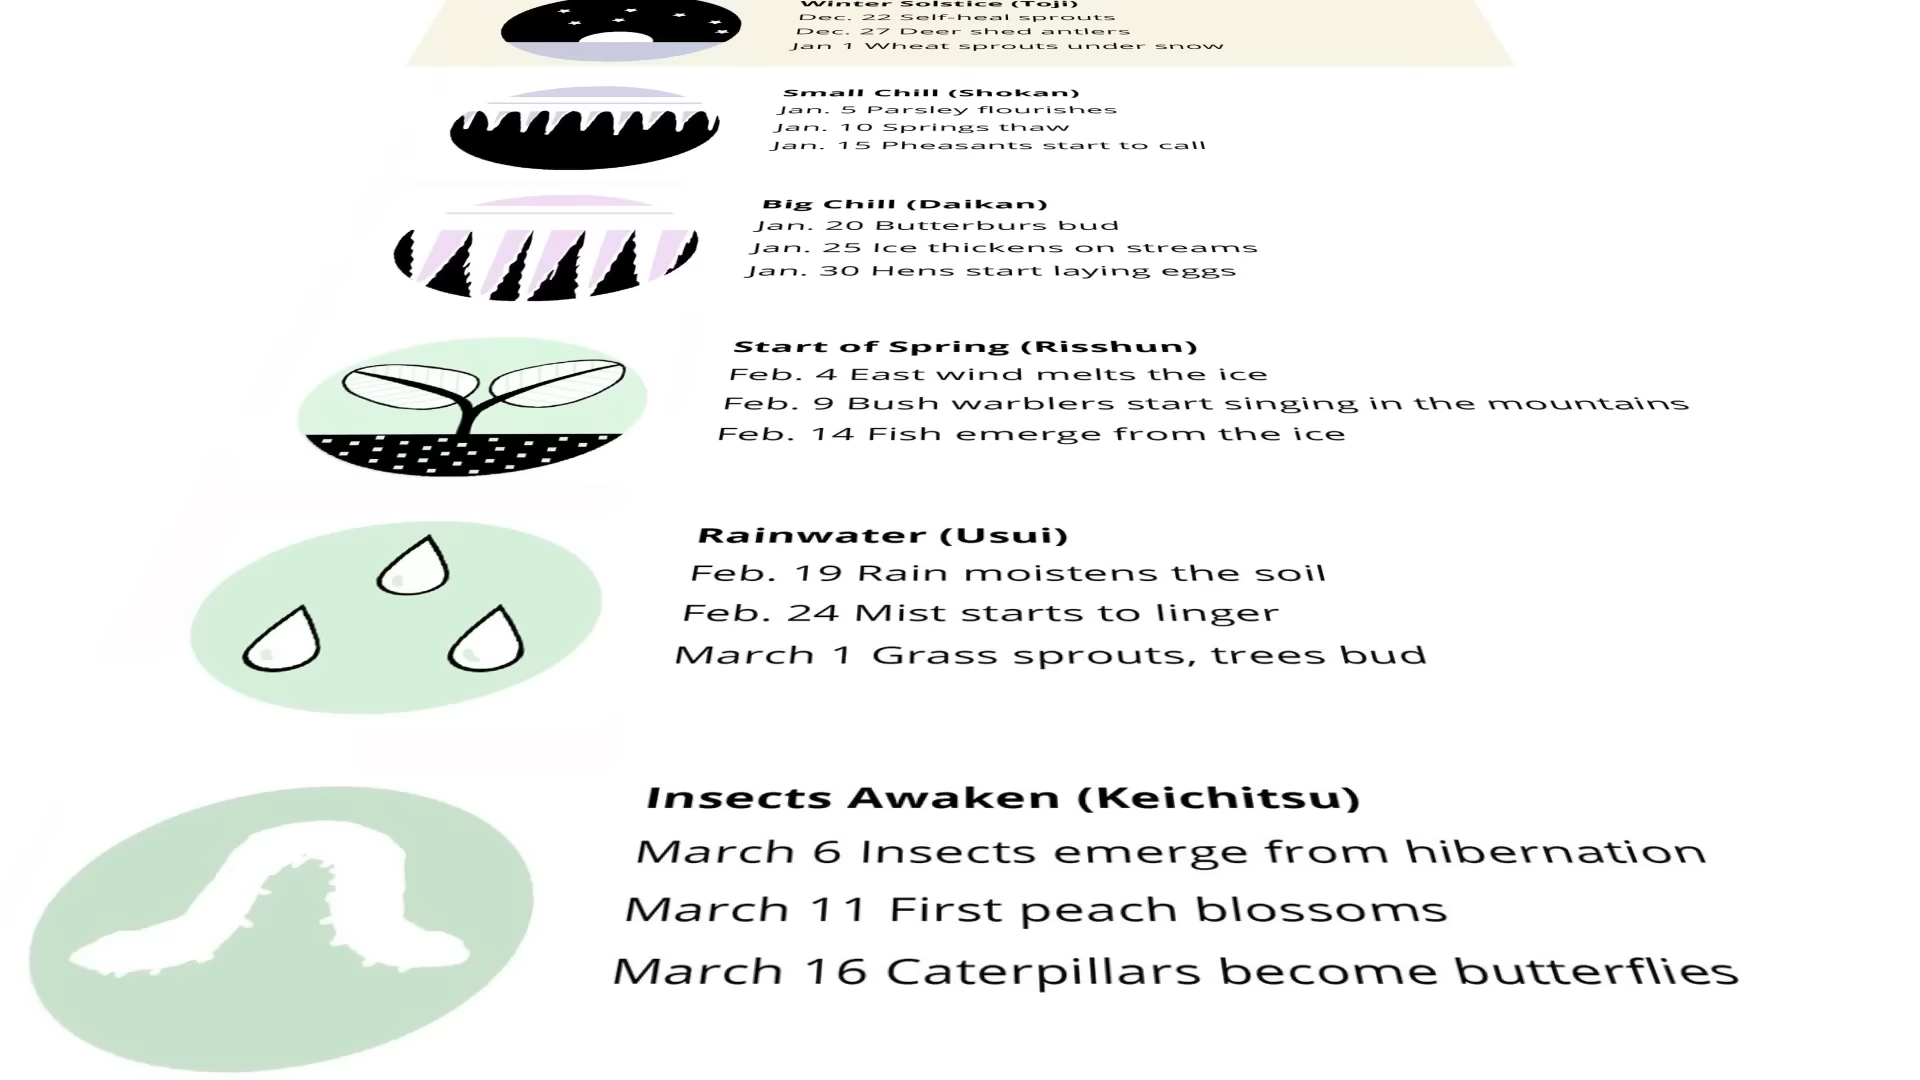 Winter Solstice (Toji)
Dec. 22 Self-heal sprouts
Dec. 27 Deer shed antlers
Jan 1 Wheat sprouts under snow
Small Chill (Shokan)
Jan. 5 Parsley flourishes
Jan. 10 Springs thaw
Jan. 15 Pheasants start to call
Big Chill (Daikan)
Jan. 20 Butterburs bud
Jan. 25 Ice thickens on streams
Jan. 30 Hens start laying eggs
Start of Spring (Risshun)
Feb. 4 East wind melts the ice
Feb. 9 Bush warblers start singing in the mountains
Feb. 14 Fish emerge from the ice
Rainwater (Usui)
Feb. 19 Rain moistens the soil
Feb. 24 Mist starts to linger
March 1 Grass sprouts, trees bud
Insects Awaken (Keichitsu)
March 6 Insects emerge from hibernation
March 11 First peach blossoms
March 16 Caterpillars become butterflies